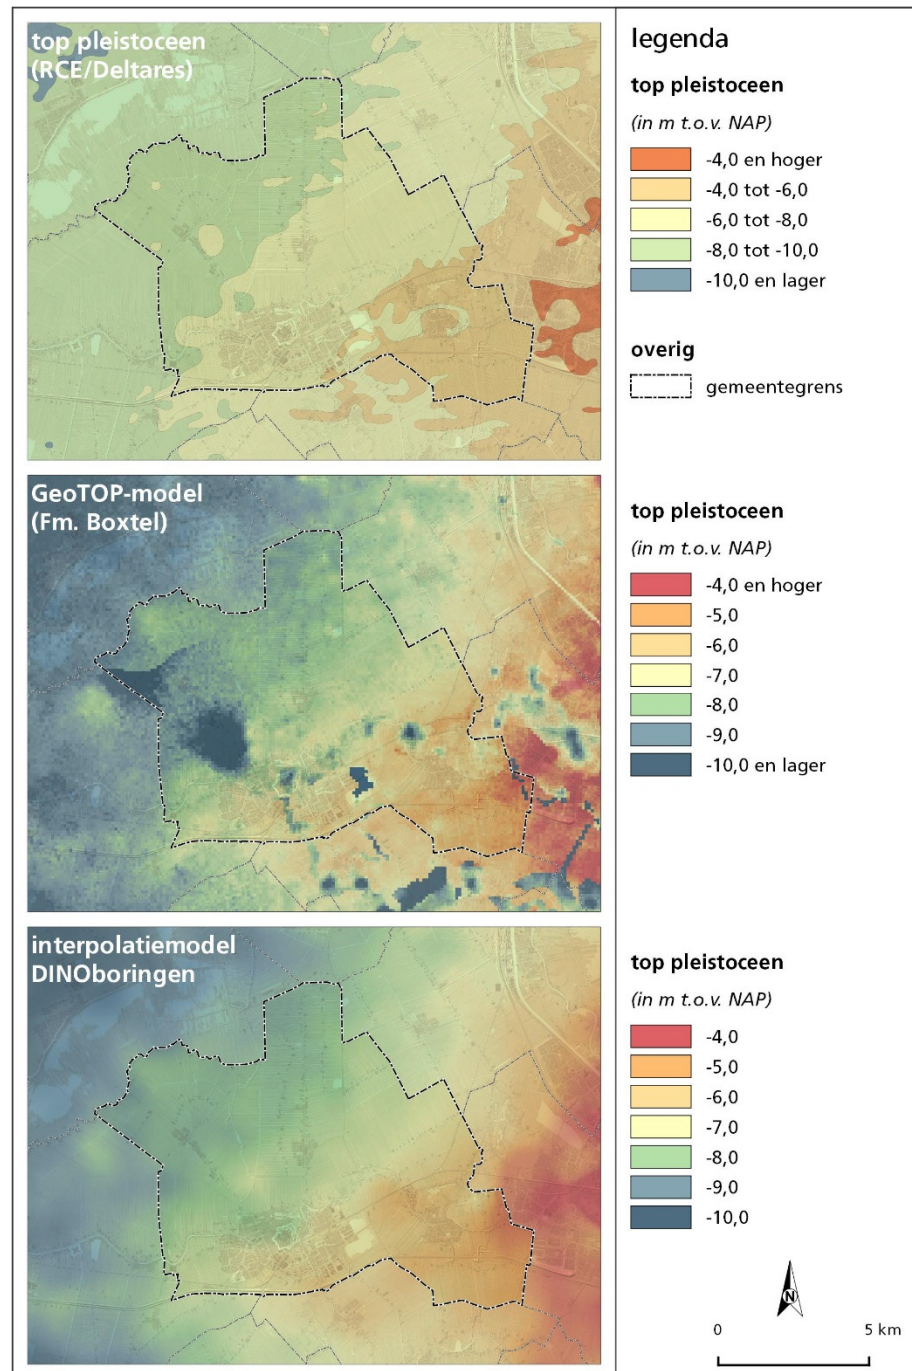 top pleistoceen
(RCE/Deltares)
legenda
top pleistoceen
(in m t.o.v. NAP)
-4,0 en hoger
-4,0 tot -6,0
-6,0 tot -8,0
-8,0 tot -10,0
-10,0 en lager
overig
gemeentegrens
GeoTOP-model
(Fm. Boxtel)
top pleistoceen
(in m t.o.v. NAP)
-4,0 en hoger
-5,0
-6,0
-7,0
-8,0
-9,0
-10,0 en lager
interpolatiemodel
DINOboringen
top pleistoceen
(in m t.o.v. NAP)
-4,0
-5,0
-6,0
-7,0
-8,0
-9,0
-10,0
N
0 5 km